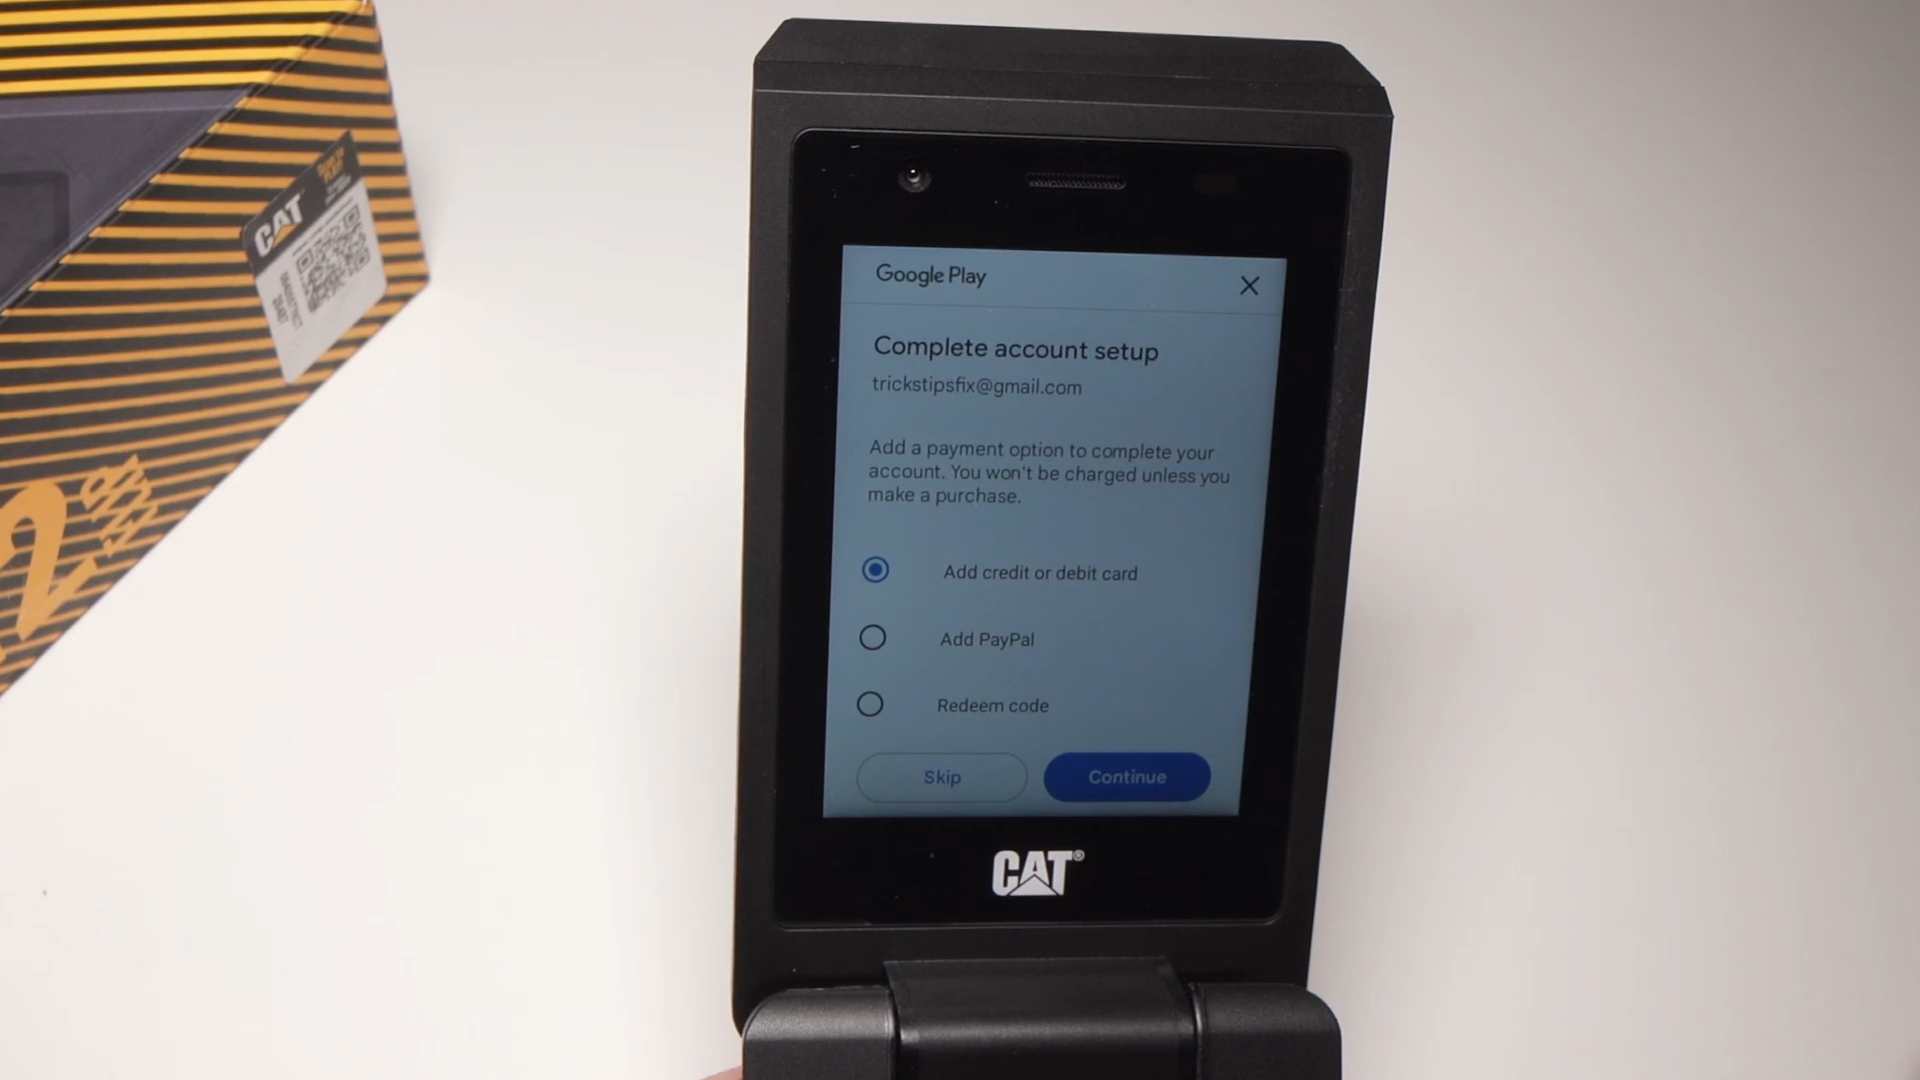 CAT
Google Play
Complete account setup
trickstipsfix@gmail.com
Add a payment option to complete your
account. You won't be charged unless you
make a purchase.
Add credit or debit card
Add PayPal
Redeem code
Skip
Continue
CAT®